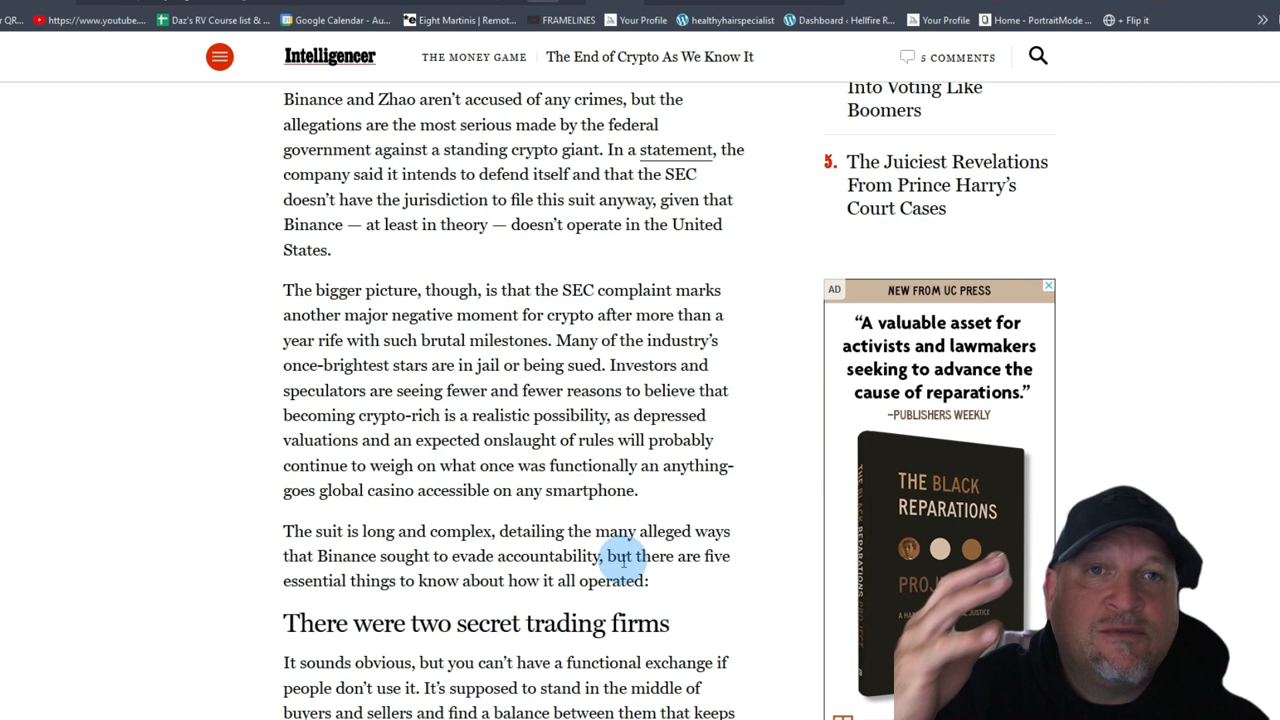 QR...
https://www.youtube....
Daz's RV Course list & ...
Google Calendar - Au...
Eight Martinis | Remot...
FRAMELINES
Your Profile
healthyhairspecialist
Dashboard ‹ Hellfire R...
Your Profile
Home - PortraitMode ...
+ Flip it
Intelligencer
THE MONEY GAME
The End of Crypto As We Know It
5 COMMENTS
Binance and Zhao aren’t accused of any crimes, but the
allegations are the most serious made by the federal
government against a standing crypto giant. In a statement, the
company said it intends to defend itself and that the SEC
doesn’t have the jurisdiction to file this suit anyway, given that
Binance — at least in theory — doesn’t operate in the United
States.
The bigger picture, though, is that the SEC complaint marks
another major negative moment for crypto after more than a
year rife with such brutal milestones. Many of the industry’s
once-brightest stars are in jail or being sued. Investors and
speculators are seeing fewer and fewer reasons to believe that
becoming crypto-rich is a realistic possibility, as depressed
valuations and an expected onslaught of rules will probably
continue to weigh on what once was functionally an anything-
goes global casino accessible on any smartphone.
The suit is long and complex, detailing the many alleged ways
that Binance sought to evade accountability, but there are five
essential things to know about how it all operated:
There were two secret trading firms
It sounds obvious, but you can’t have a functional exchange if
people don’t use it. It’s supposed to stand in the middle of
buyers and sellers and find a balance between them that keeps
Into Voting Like
Boomers
5.
The Juiciest Revelations
From Prince Harry’s
Court Cases
AD
NEW FROM UC PRESS
“A valuable asset for
activists and lawmakers
seeking to advance the
cause of reparations.”
–PUBLISHERS WEEKLY
THE BLACK
REPARATIONS
PROJ